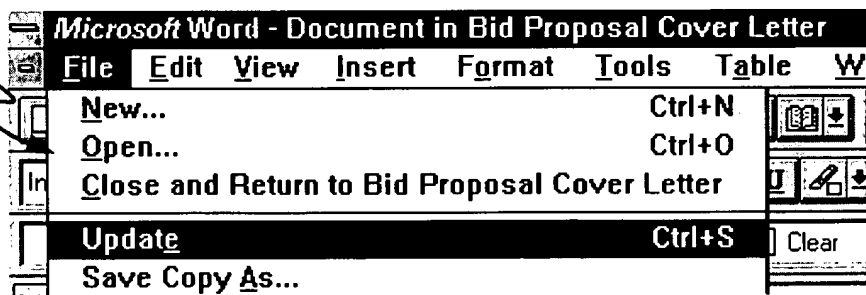 Microsoft Word - Document in Bid Proposal Cover Letter
File Edit View Insert Format Tools Table W
New... Ctrl+N
Open... Ctrl+O
In Close and Return to Bid Proposal Cover Letter U
Update Ctrl+S Clear
Save Copy As...